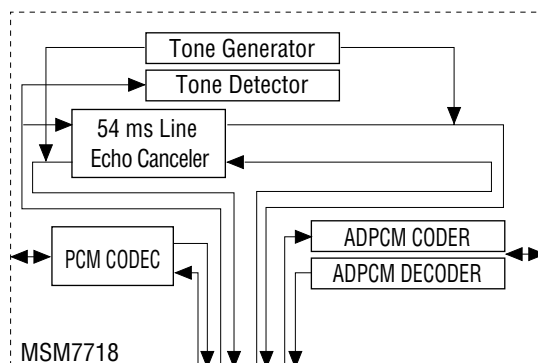 Tone Generator
Tone Detector
54 ms Line
Echo Canceler
PCM CODEC
ADPCM CODER
ADPCM DECODER
MSM7718